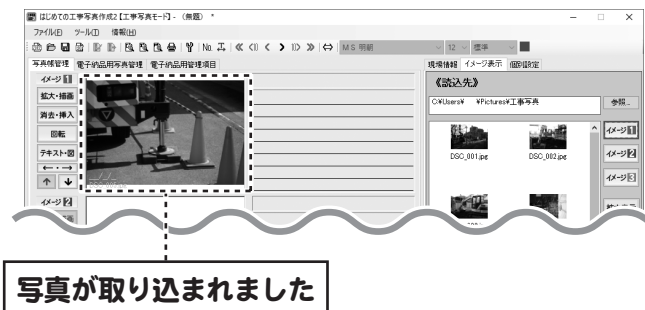 はじめての工事写真作成2【工事写真モード】- （無題） *
ファイル(F) ツール(T) 情報(H)
No. ＭＳ 明朝 12 標準
写真帳管理 電子納品用写真管理 電子納品用管理項目
現場情報 イメージ表示 個別設定
イメージ 1
拡大・描画
消去・挿入
回転
テキスト・図
←・→
↑ ↓
イメージ 2
《読込先》
C:¥Users¥ ¥Pictures¥工事写真
参照...
DSC_001.jpg
DSC_002.jpg
イメージ 1
イメージ 2
イメージ 3
写真が取り込まれました